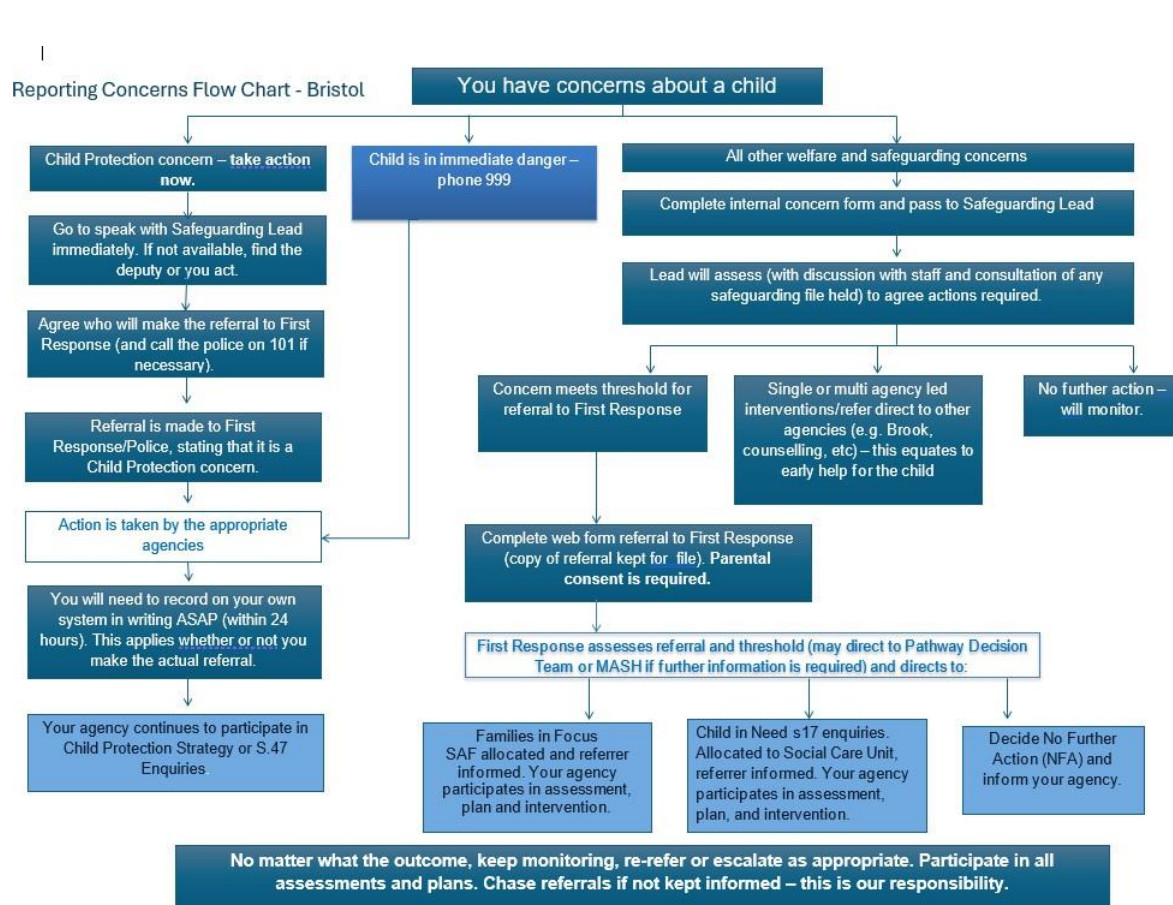 Reporting Concerns Flow Chart - Bristol
You have concerns about a child
Child Protection concern – take action
now.
Go to speak with Safeguarding Lead
immediately. If not available, find the
deputy or you act.
Agree who will make the referral to First
Response (and call the police on 101 if
necessary).
Referral is made to First
Response/Police, stating that it is a
Child Protection concern.
Action is taken by the appropriate
agencies
You will need to record on your own
system in writing ASAP (within 24
hours). This applies whether or not you
make the actual referral.
Your agency continues to participate in
Child Protection Strategy or S.47
Enquiries
Child is in immediate danger –
phone 999
All other welfare and safeguarding concerns
Complete internal concern form and pass to Safeguarding Lead
Lead will assess (with discussion with staff and consultation of any
safeguarding file held) to agree actions required.
Concern meets threshold for
referral to First Response
Single or multi agency led
interventions/refer direct to other
agencies (e.g. Brook,
counselling, etc) – this equates to
early help for the child
No further action –
will monitor.
Complete web form referral to First Response
(copy of referral kept for file). Parental
consent is required.
First Response assesses referral and threshold (may direct to Pathway Decision
Team or MASH if further information is required) and directs to:
Families in Focus
SAF allocated and referrer
informed. Your agency
participates in assessment,
plan and intervention.
Child in Need s17 enquiries.
Allocated to Social Care Unit,
referrer informed. Your agency
participates in assessment,
plan, and intervention.
Decide No Further
Action (NFA) and
inform your agency.
No matter what the outcome, keep monitoring, re-refer or escalate as appropriate. Participate in all
assessments and plans. Chase referrals if not kept informed – this is our responsibility.